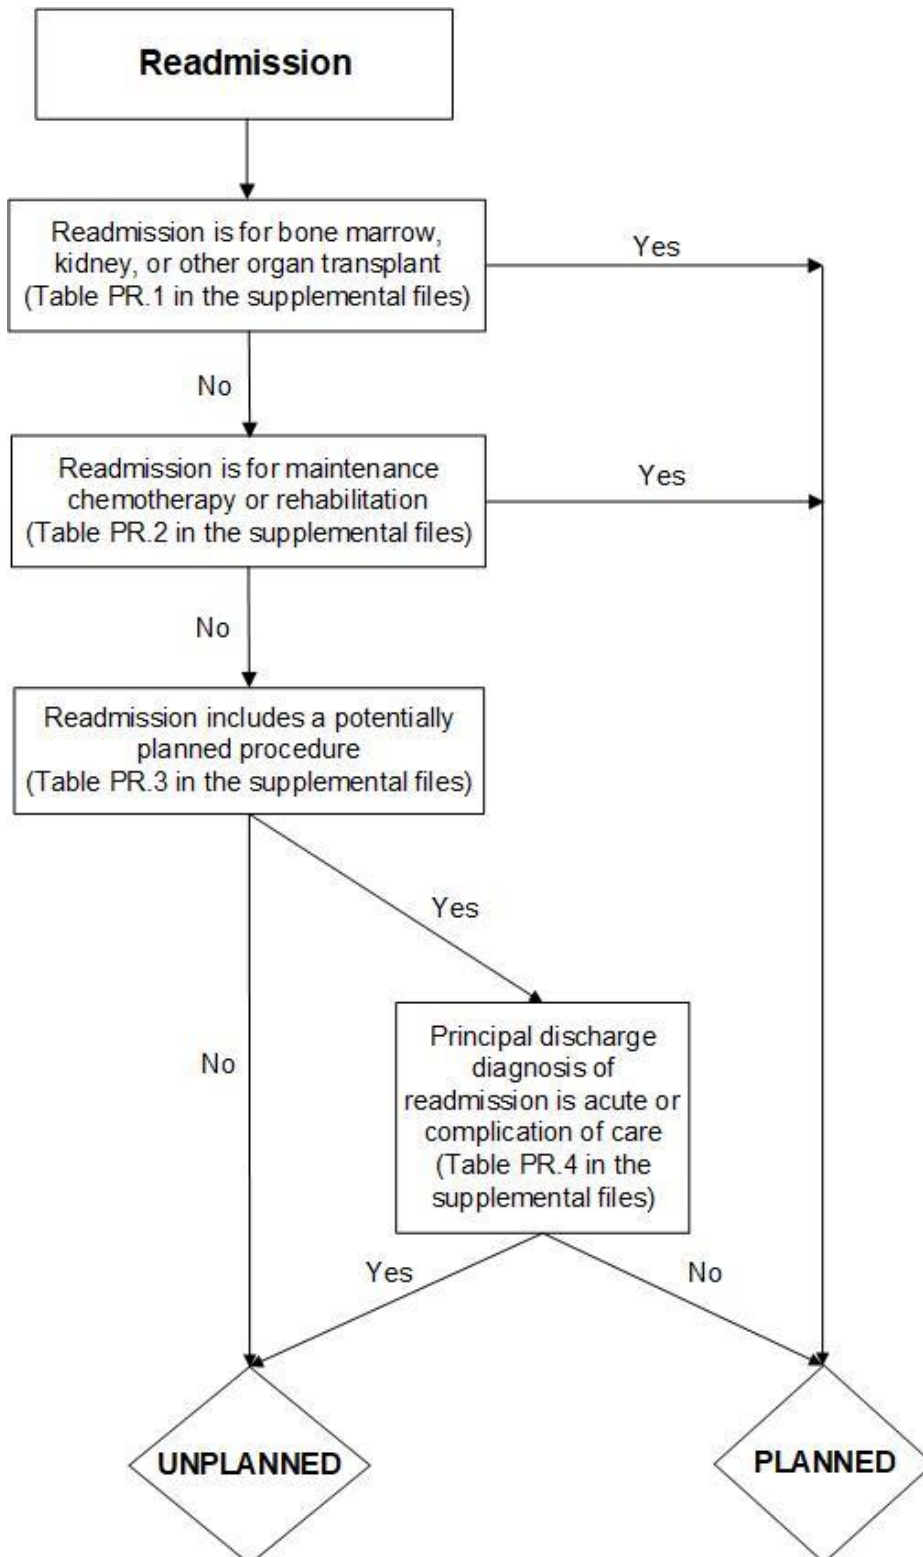 Readmission
Readmission is for bone marrow,
kidney, or other organ transplant
(Table PR.1 in the supplemental files)
Yes
No
Readmission is for maintenance
chemotherapy or rehabilitation
(Table PR.2 in the supplemental files)
Yes
No
Readmission includes a potentially
planned procedure
(Table PR.3 in the supplemental files)
Yes
No
Principal discharge
diagnosis of
readmission is acute or
complication of care
(Table PR.4 in the
supplemental files)
Yes
No
UNPLANNED
PLANNED